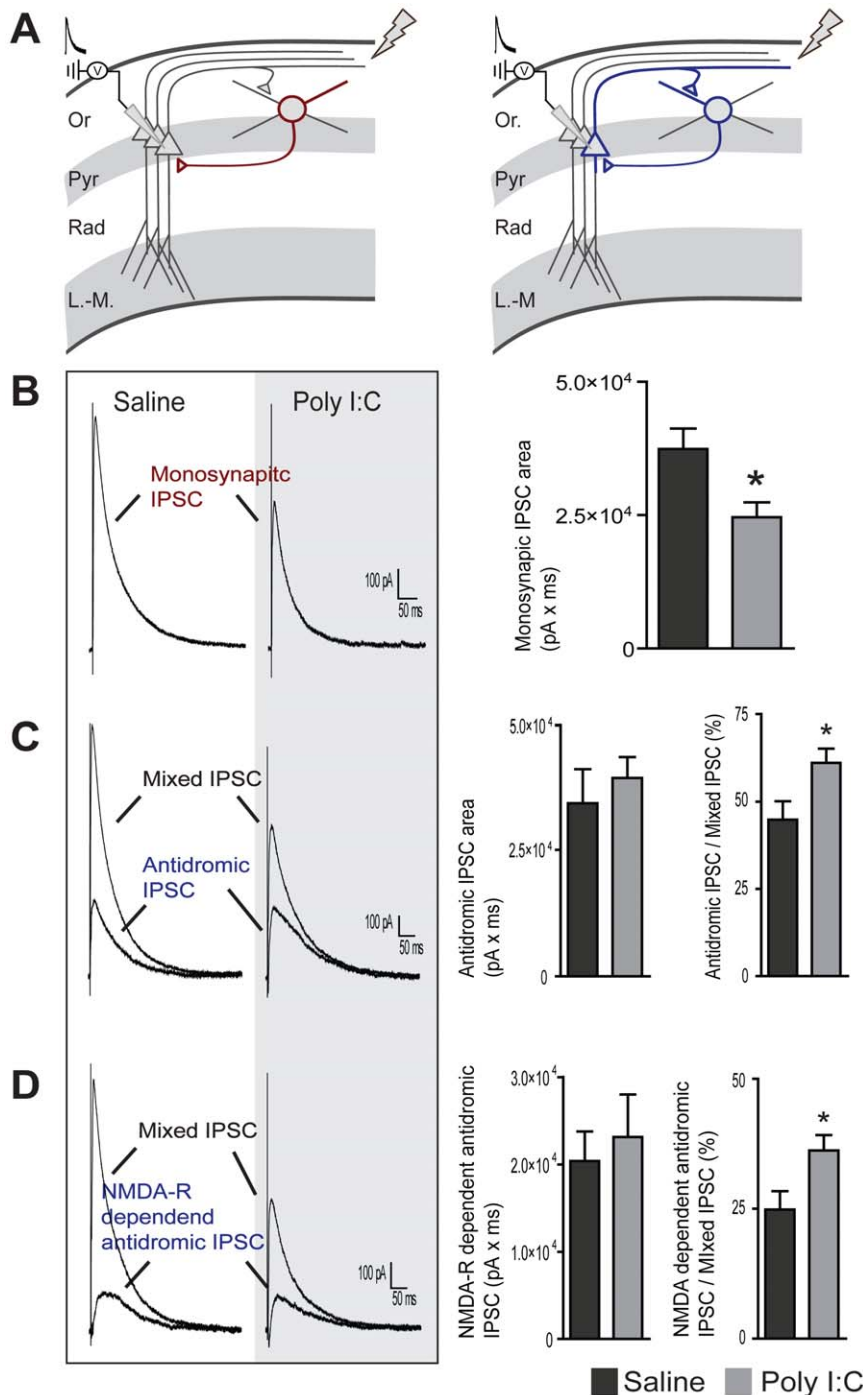 A
V
Or
Pyr
Rad
L.-M.
V
Or.
Pyr
Rad
L.-M
B
Saline
Poly I:C
Monosynapitc
IPSC
100 pA
50 ms
Monosynapic IPSC area
(pA x ms)
5.0×10⁴
2.5×10⁴
0
*
C
Mixed IPSC
Antidromic
IPSC
100 pA
50 ms
Antidromic IPSC area
(pA x ms)
5.0×10⁴
2.5×10⁴
0
Antidromic IPSC / Mixed IPSC (%)
75
50
25
0
*
D
Mixed IPSC
NMDA-R
dependend
antidromic IPSC
100 pA
50 ms
NMDA-R dependent antidromic
IPSC (pA x ms)
3.0×10⁴
2.0×10⁴
1.0×10⁴
0
NMDA dependent antidromic
IPSC / MIxed IPSC (%)
50
25
0
*
Saline
Poly I:C